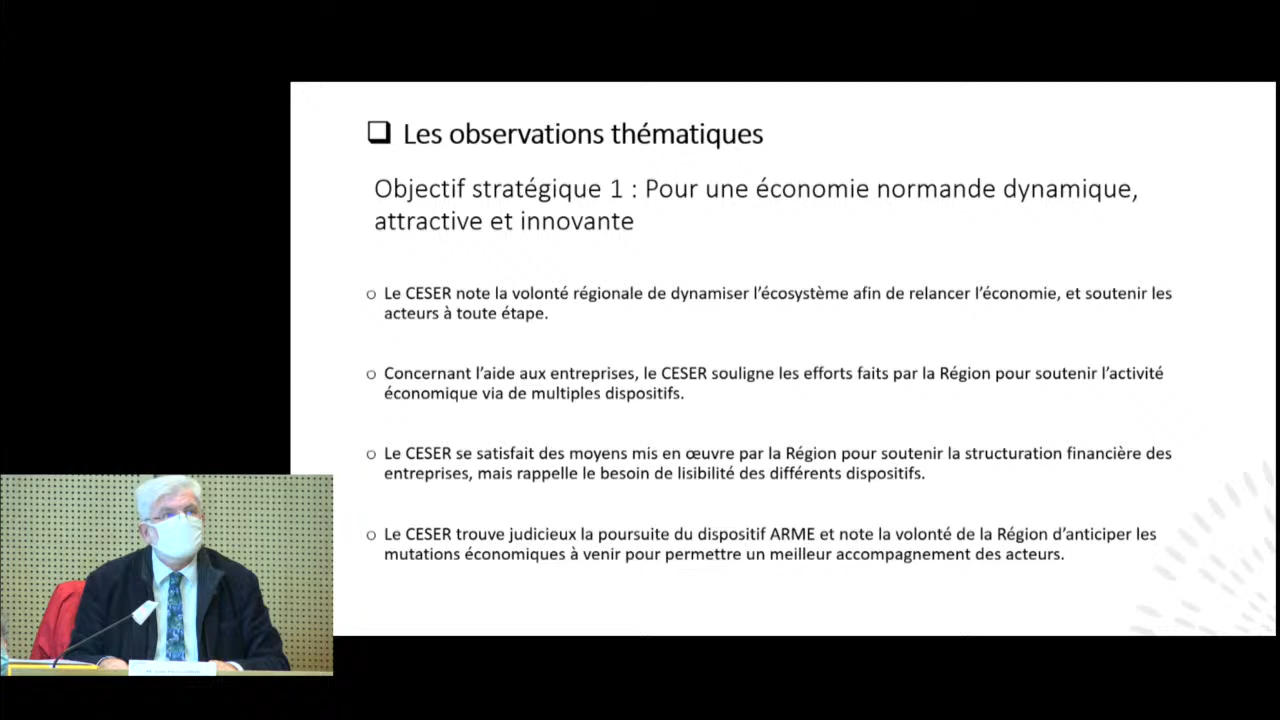 Les observations thématiques
Objectif stratégique 1 : Pour une économie normande dynamique,
attractive et innovante
o Le CESER note la volonté régionale de dynamiser l’écosystème afin de relancer l’économie, et soutenir les
acteurs à toute étape.
o Concernant l’aide aux entreprises, le CESER souligne les efforts faits par la Région pour soutenir l’activité
économique via de multiples dispositifs.
o Le CESER se satisfait des moyens mis en œuvre par la Région pour soutenir la structuration financière des
entreprises, mais rappelle le besoin de lisibilité des différents dispositifs.
o Le CESER trouve judicieux la poursuite du dispositif ARME et note la volonté de la Région d’anticiper les
mutations économiques à venir pour permettre un meilleur accompagnement des acteurs.